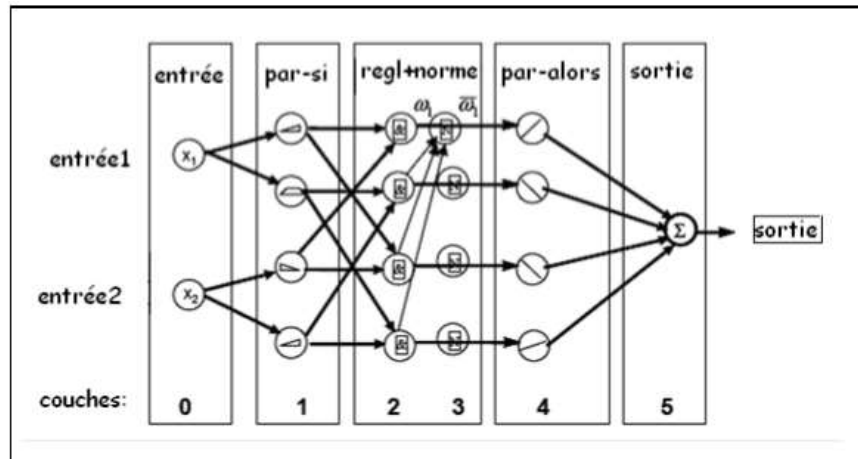 entrée par-si regl+norme par-alors sortie
ω₁ ω̅₁
entrée1 x₁
sortie
Σ
entrée2 x₂
couches: 0 1 2 3 4 5